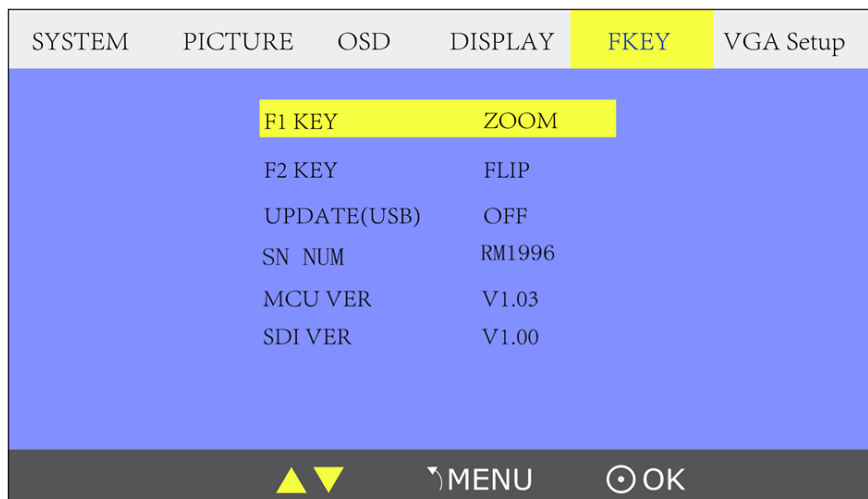 SYSTEM PICTURE OSD DISPLAY FKEY VGA Setup
F1 KEY ZOOM
F2 KEY FLIP
UPDATE(USB) OFF
SN NUM RM1996
MCU VER V1.03
SDI VER V1.00
MENU OK